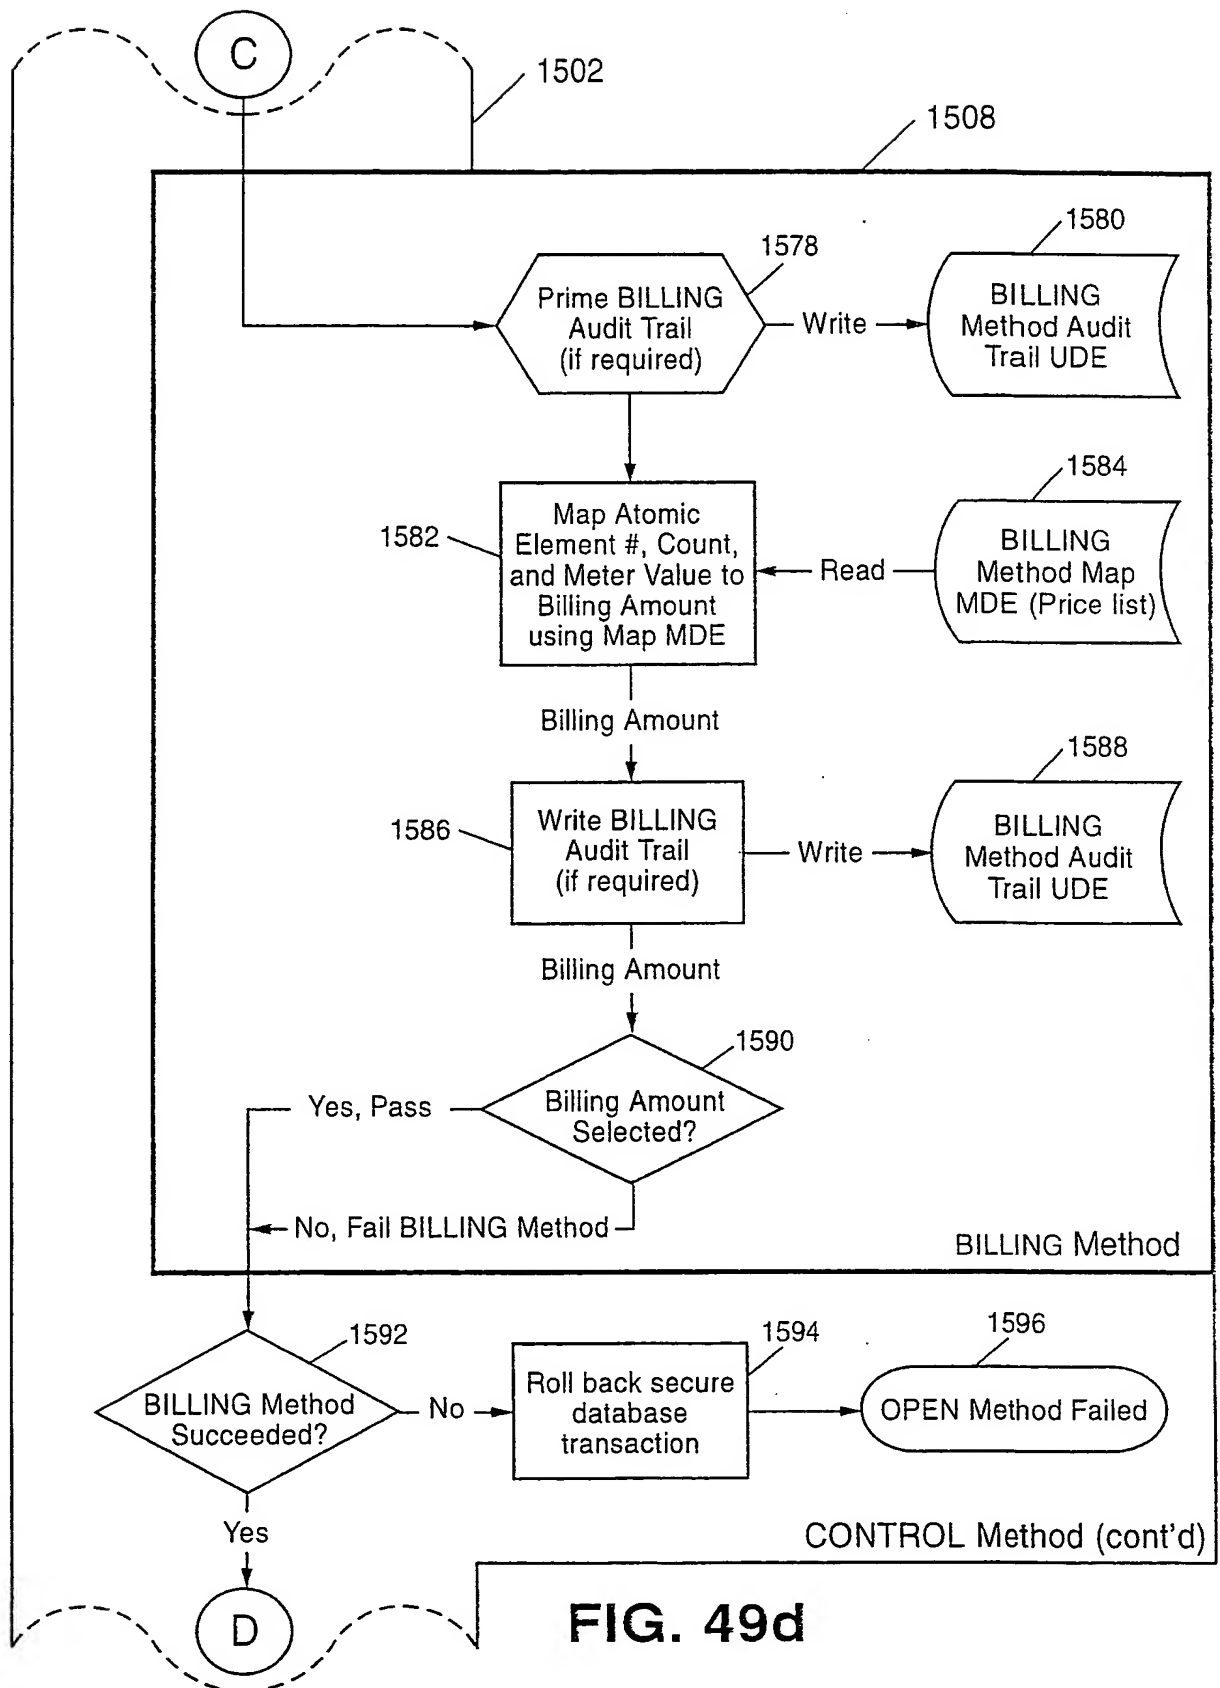 C
1502
1508
1578
Prime BILLING
Audit Trail
(if required)
Write
1580
BILLING
Method Audit
Trail UDE
1582
Map Atomic
Element #, Count,
and Meter Value to
Billing Amount
using Map MDE
Read
1584
BILLING
Method Map
MDE (Price list)
Billing Amount
1586
Write BILLING
Audit Trail
(if required)
Write
1588
BILLING
Method Audit
Trail UDE
Billing Amount
1590
Billing Amount
Selected?
Yes, Pass
No, Fail BILLING Method
BILLING Method
1592
BILLING Method
Succeeded?
No
1594
Roll back secure
database
transaction
1596
OPEN Method Failed
Yes
CONTROL Method (cont'd)
D
FIG. 49d